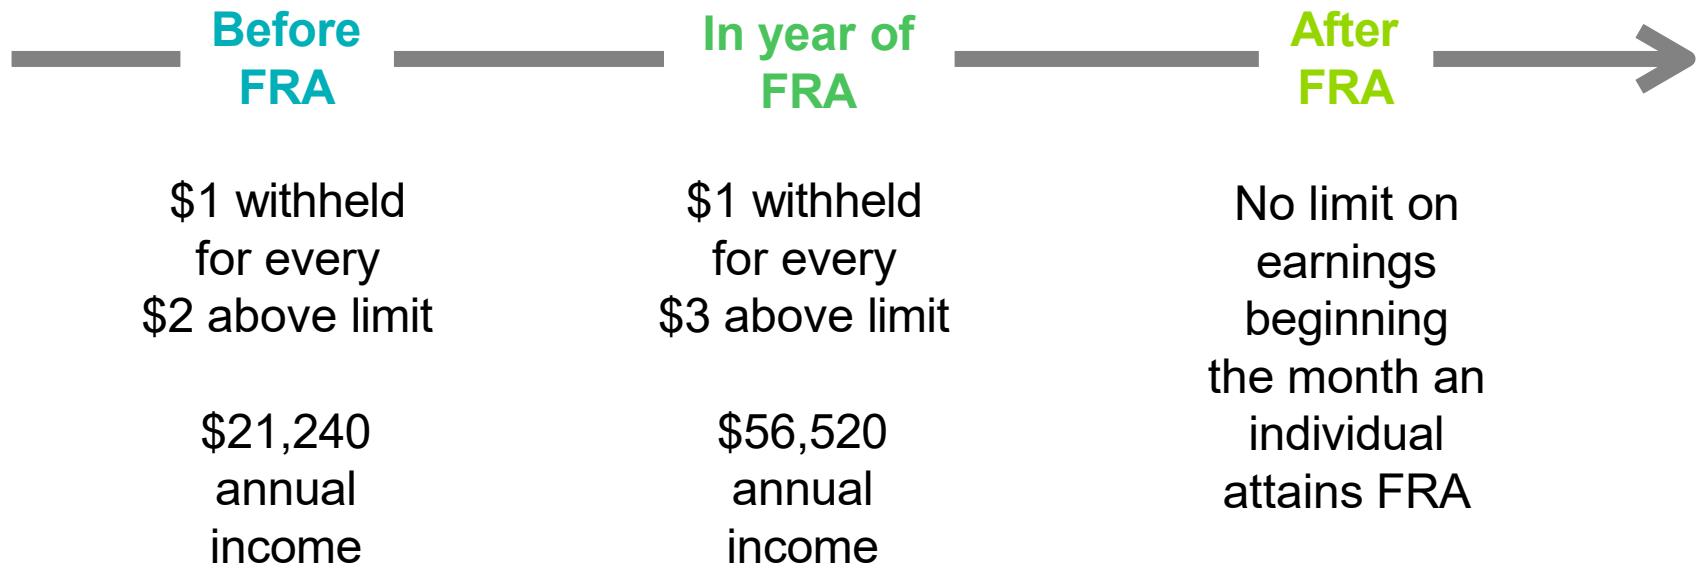 Before
FRA
In year of
FRA
After
FRA
$1 withheld
for every
$2 above limit
$21,240
annual
income
$1 withheld
for every
$3 above limit
$56,520
annual
income
No limit on
earnings
beginning
the month an
individual
attains FRA